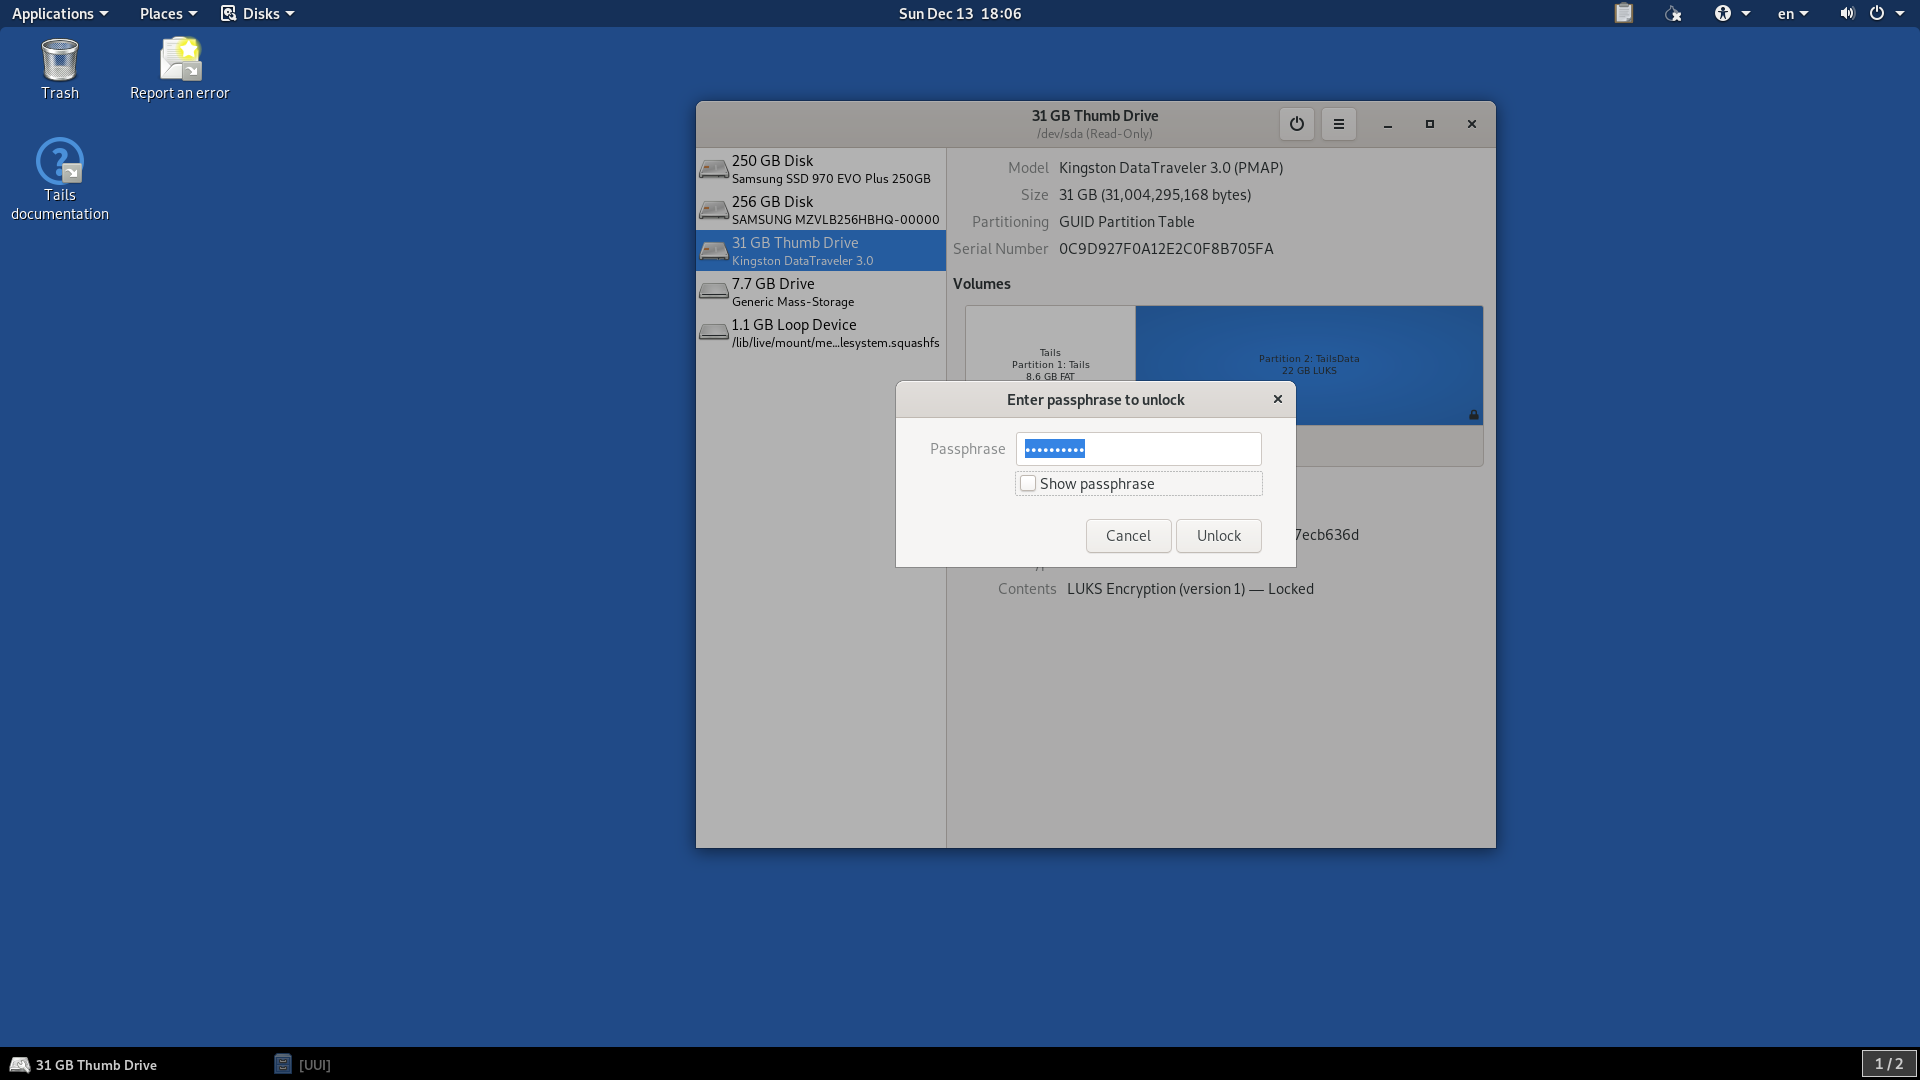 Applications
Places
Disks
Sun Dec 13  18:06
en
Trash
Report an error
Tails
documentation
31 GB Thumb Drive
/dev/sda (Read-Only)
250 GB Disk
Samsung SSD 970 EVO Plus 250GB
256 GB Disk
SAMSUNG MZVLB256HBHQ-00000
31 GB Thumb Drive
Kingston DataTraveler 3.0
7.7 GB Drive
Generic Mass-Storage
1.1 GB Loop Device
/lib/live/mount/me…lesystem.squashfs
Model Kingston DataTraveler 3.0 (PMAP)
Size 31 GB (31,004,295,168 bytes)
Partitioning GUID Partition Table
Serial Number 0C9D927F0A12E2C0F8B705FA
Volumes
Tails
Partition 1: Tails
8.6 GB FAT
Partition 2: TailsData
22 GB LUKS
Enter passphrase to unlock
Passphrase ••••••••••
Show passphrase
Cancel
Unlock
7ecb636d
Contents LUKS Encryption (version 1) — Locked
31 GB Thumb Drive
[UUI]
1 / 2